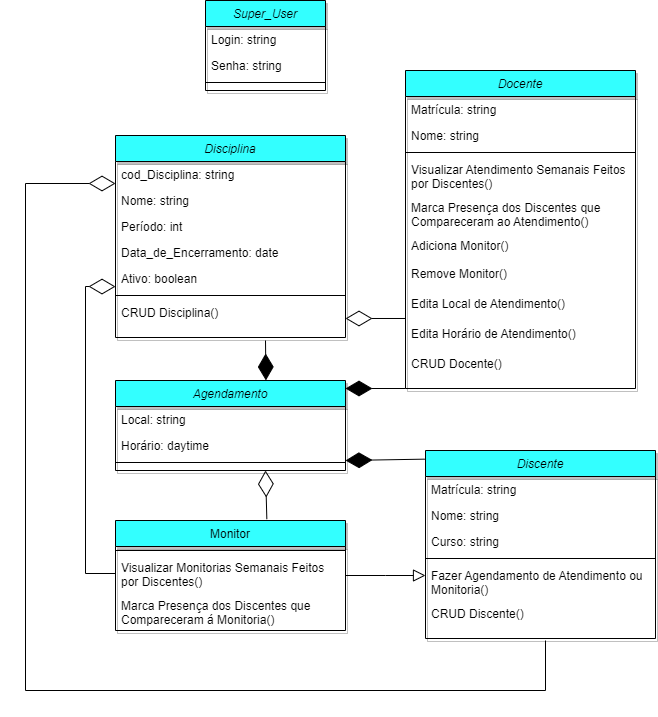 Super_User
Login: string
Senha: string
Docente
Matrícula: string
Nome: string
Visualizar Atendimento Semanais Feitos
por Discentes()
Marca Presença dos Discentes que
Compareceram ao Atendimento()
Adiciona Monitor()
Remove Monitor()
Edita Local de Atendimento()
Edita Horário de Atendimento()
CRUD Docente()
Disciplina
cod_Disciplina: string
Nome: string
Período: int
Data_de_Encerramento: date
Ativo: boolean
CRUD Disciplina()
Agendamento
Local: string
Horário: daytime
Discente
Matrícula: string
Nome: string
Curso: string
Fazer Agendamento de Atendimento ou
Monitoria()
CRUD Discente()
Monitor
Visualizar Monitorias Semanais Feitos
por Discentes()
Marca Presença dos Discentes que
Compareceram á Monitoria()